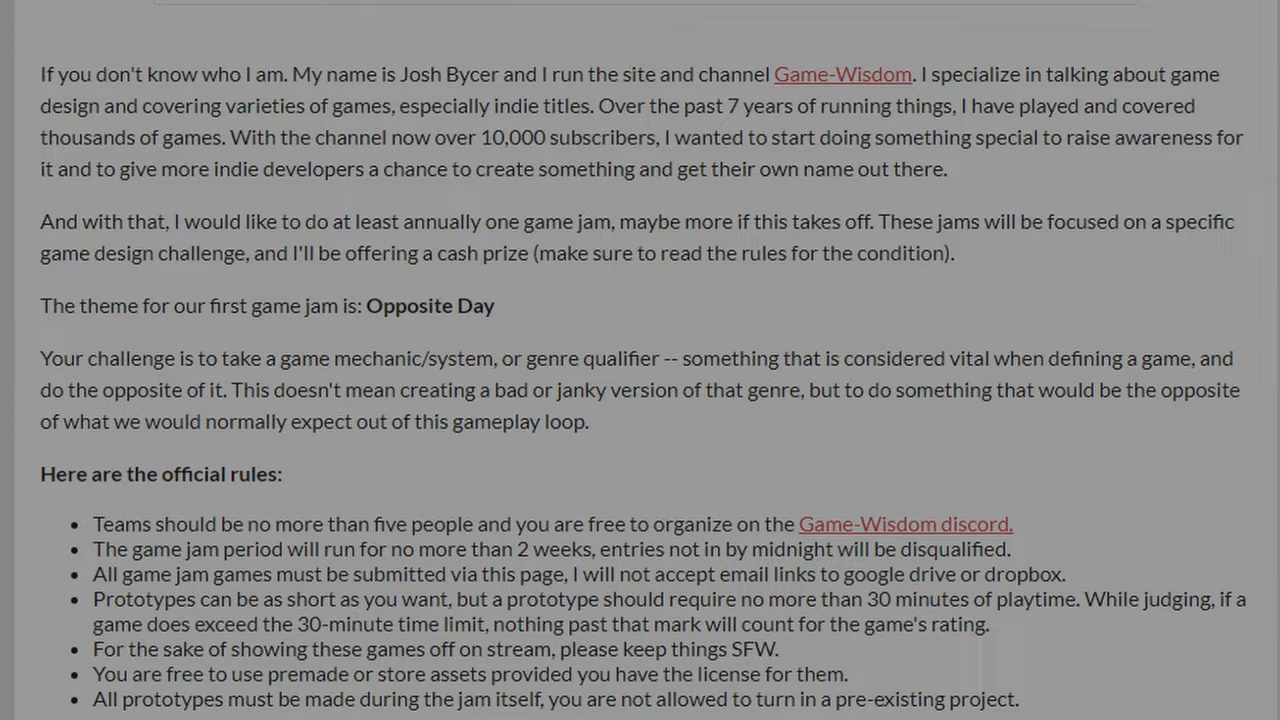 If you don't know who I am. My name is Josh Bycer and I run the site and channel Game-Wisdom. I specialize in talking about game
design and covering varieties of games, especially indie titles. Over the past 7 years of running things, I have played and covered
thousands of games. With the channel now over 10,000 subscribers, I wanted to start doing something special to raise awareness for
it and to give more indie developers a chance to create something and get their own name out there.
And with that, I would like to do at least annually one game jam, maybe more if this takes off. These jams will be focused on a specific
game design challenge, and I'll be offering a cash prize (make sure to read the rules for the condition).
The theme for our first game jam is: Opposite Day
Your challenge is to take a game mechanic/system, or genre qualifier -- something that is considered vital when defining a game, and
do the opposite of it. This doesn't mean creating a bad or janky version of that genre, but to do something that would be the opposite
of what we would normally expect out of this gameplay loop.
Here are the official rules:
• Teams should be no more than five people and you are free to organize on the Game-Wisdom discord.
• The game jam period will run for no more than 2 weeks, entries not in by midnight will be disqualified.
• All game jam games must be submitted via this page, I will not accept email links to google drive or dropbox.
• Prototypes can be as short as you want, but a prototype should require no more than 30 minutes of playtime. While judging, if a
game does exceed the 30-minute time limit, nothing past that mark will count for the game's rating.
• For the sake of showing these games off on stream, please keep things SFW.
• You are free to use premade or store assets provided you have the license for them.
• All prototypes must be made during the jam itself, you are not allowed to turn in a pre-existing project.